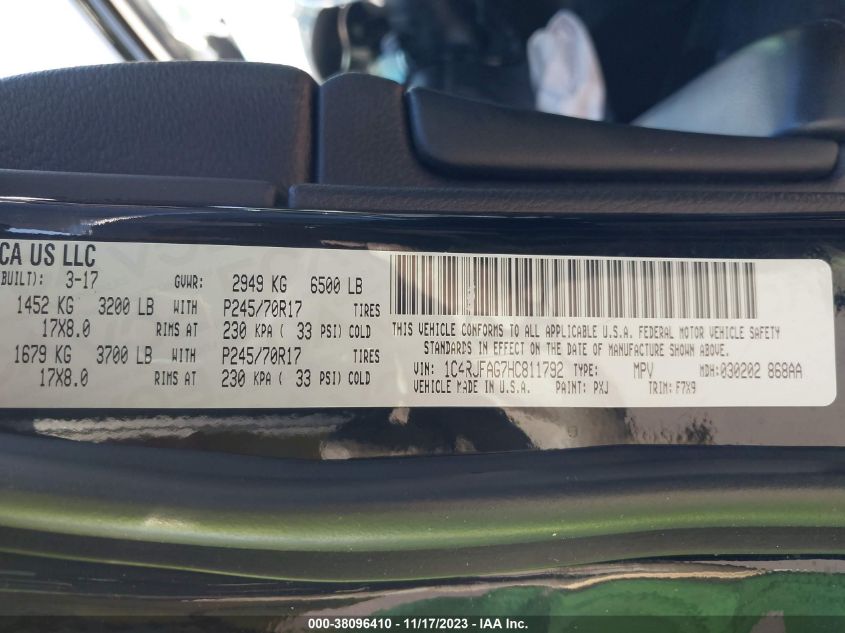 CA US LLC
BUILT): 3-17 GVWR: 2949 KG 6500 LB
1452 KG 3200 LB WITH P245/70R17 TIRES
17X8.0 RIMS AT 230 KPA ( 33 PSI) COLD
1679 KG 3700 LB WITH P245/70R17 TIRES
17X8.0 RIMS AT 230 KPA ( 33 PSI) COLD
THIS VEHICLE CONFORMS TO ALL APPLICABLE U.S.A. FEDERAL MOTOR VEHICLE SAFETY
STANDARDS IN EFFECT ON THE DATE OF MANUFACTURE SHOWN ABOVE.
VIN: 1C4RJFAG7HC811792 TYPE: MPV MDH:030202 868AA
VEHICLE MADE IN U.S.A. PAINT: PXJ TRIM: F7X9
000-38096410 - 11/17/2023 - IAA Inc.